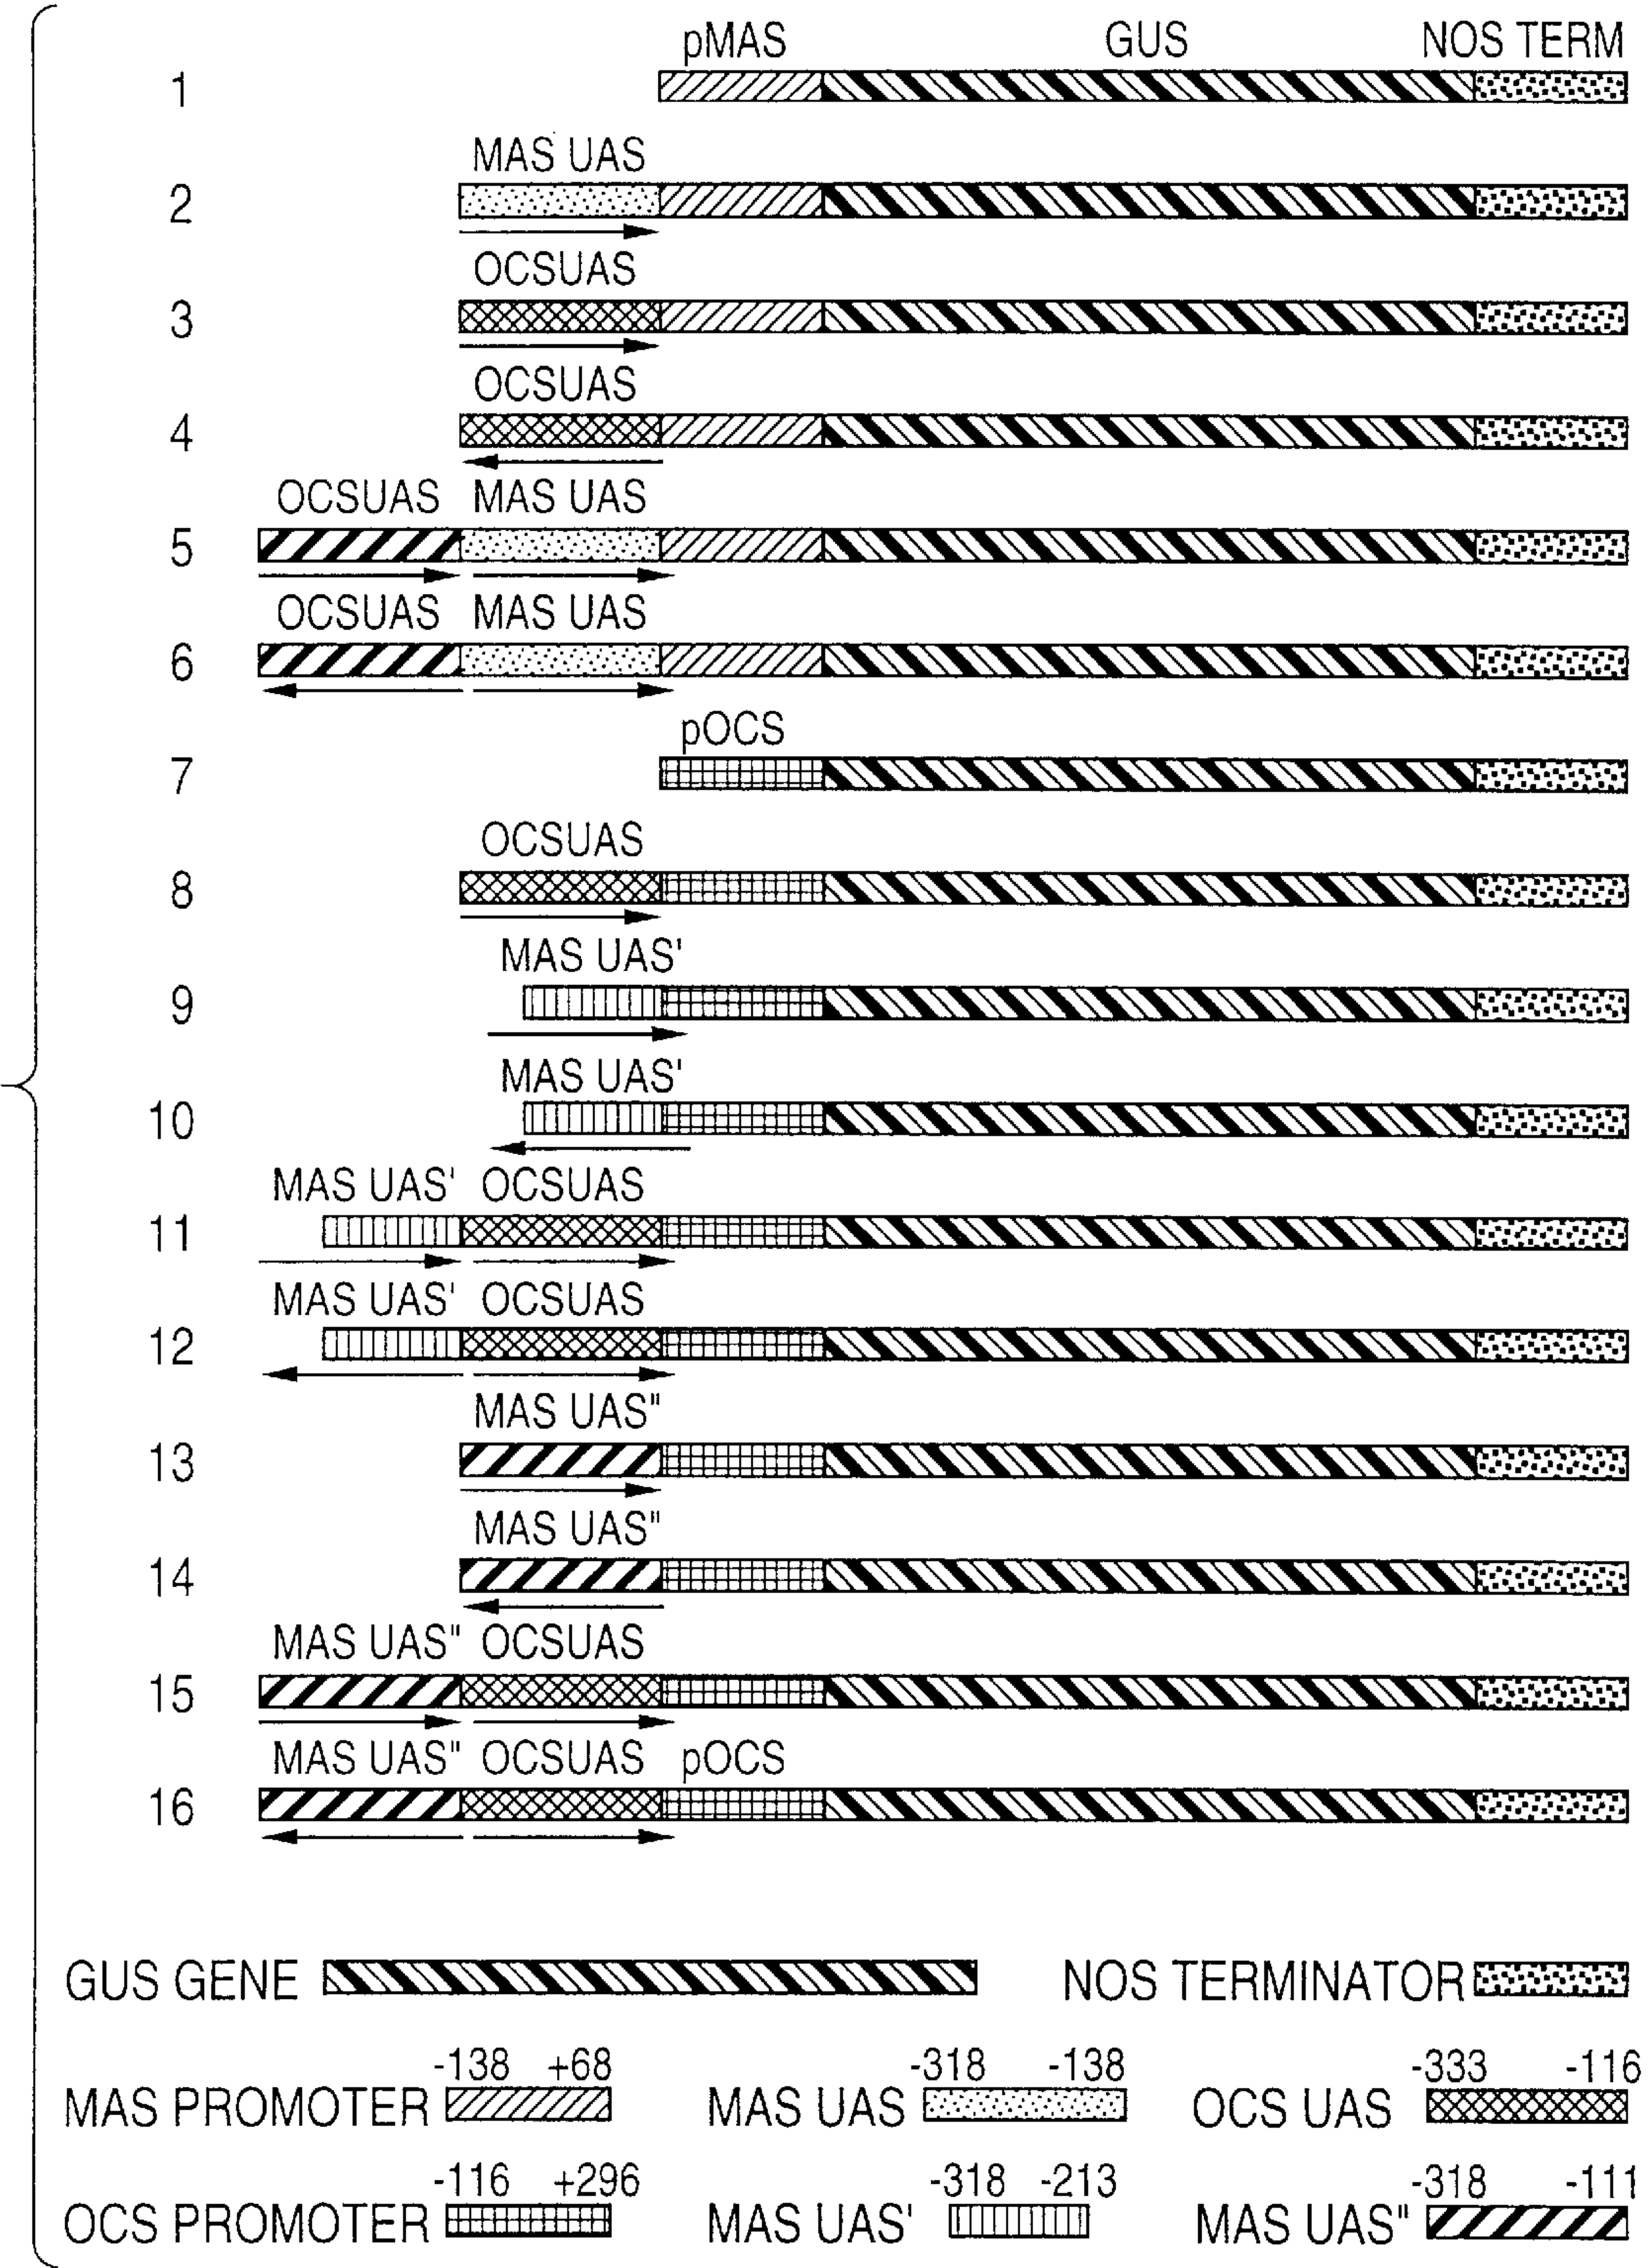 pMAS GUS NOS TERM
1
MAS UAS
2
OCSUAS
3
OCSUAS
4
OCSUAS MAS UAS
5
OCSUAS MAS UAS
6
pOCS
7
OCSUAS
8
MAS UAS'
9
MAS UAS'
10
MAS UAS' OCSUAS
11
MAS UAS' OCSUAS
12
MAS UAS"
13
MAS UAS"
14
MAS UAS" OCSUAS
15
MAS UAS" OCSUAS pOCS
16
GUS GENE NOS TERMINATOR
-138 +68 -318 -138 -333 -116
MAS PROMOTER MAS UAS OCS UAS
-116 +296 -318 -213 -318 -111
OCS PROMOTER MAS UAS' MAS UAS"